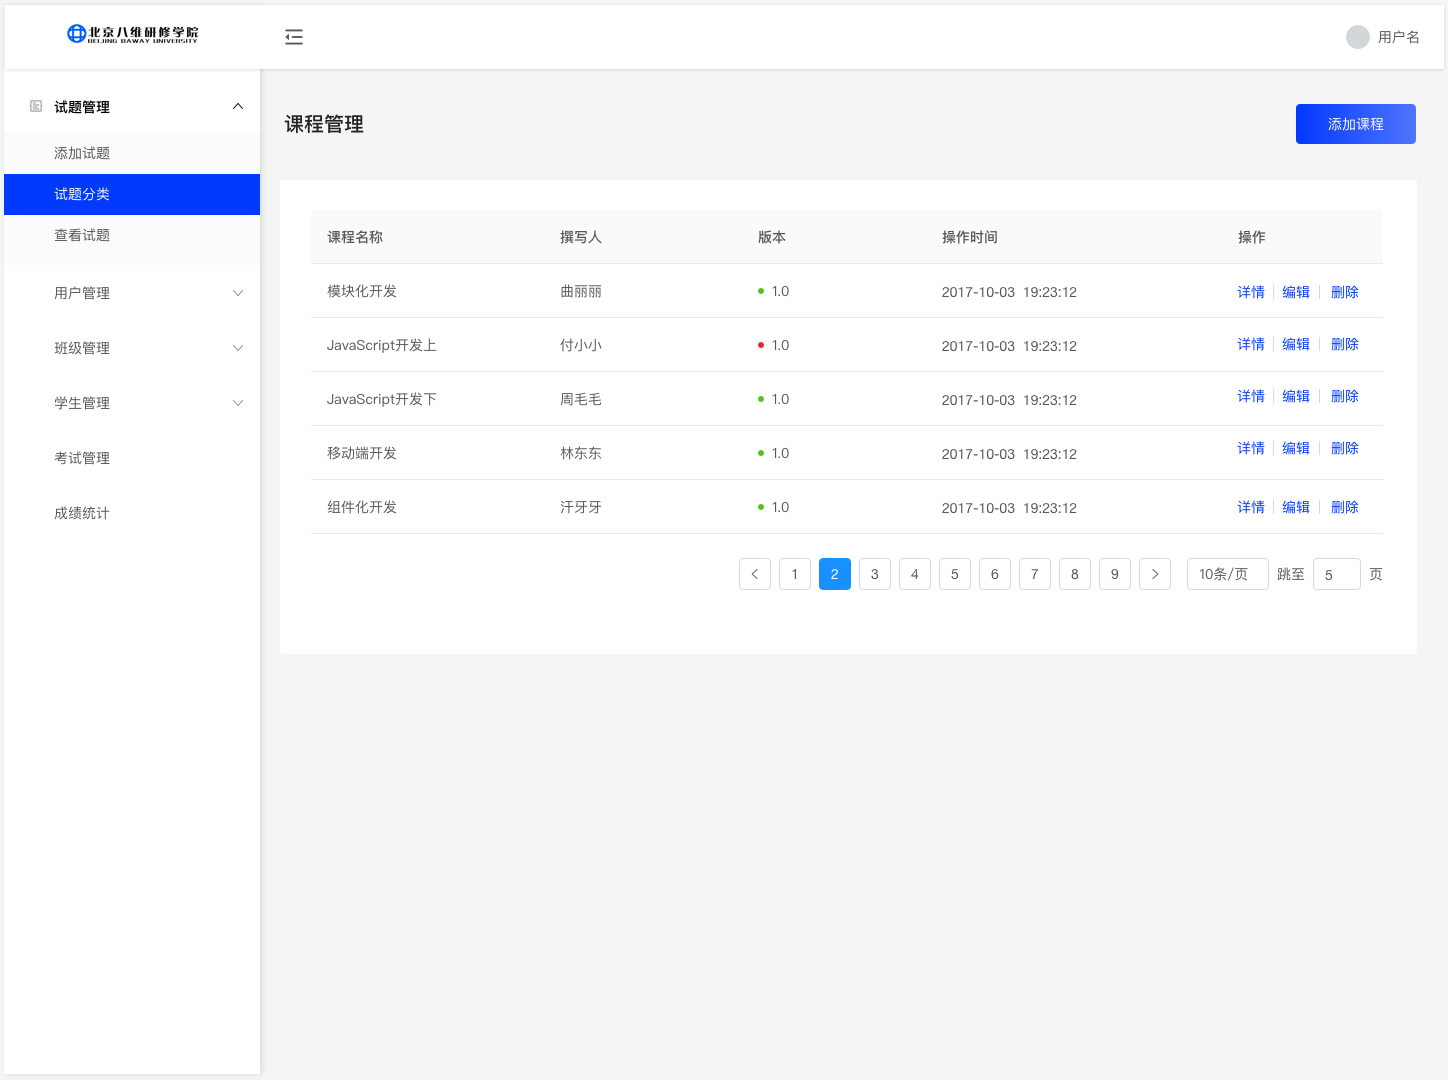 北京八维研修学院
BEIJING BAWAY UNIVERSITY
用户名
试题管理
添加试题
试题分类
查看试题
用户管理
班级管理
学生管理
考试管理
成绩统计
课程管理
添加课程
课程名称 撰写人 版本 操作时间 操作
模块化开发 曲丽丽 1.0 2017-10-03 19:23:12 详情 编辑 删除
JavaScript开发上 付小小 1.0 2017-10-03 19:23:12 详情 编辑 删除
JavaScript开发下 周毛毛 1.0 2017-10-03 19:23:12 详情 编辑 删除
移动端开发 林东东 1.0 2017-10-03 19:23:12 详情 编辑 删除
组件化开发 汗牙牙 1.0 2017-10-03 19:23:12 详情 编辑 删除
1 2 3 4 5 6 7 8 9 10条/页 跳至 5 页